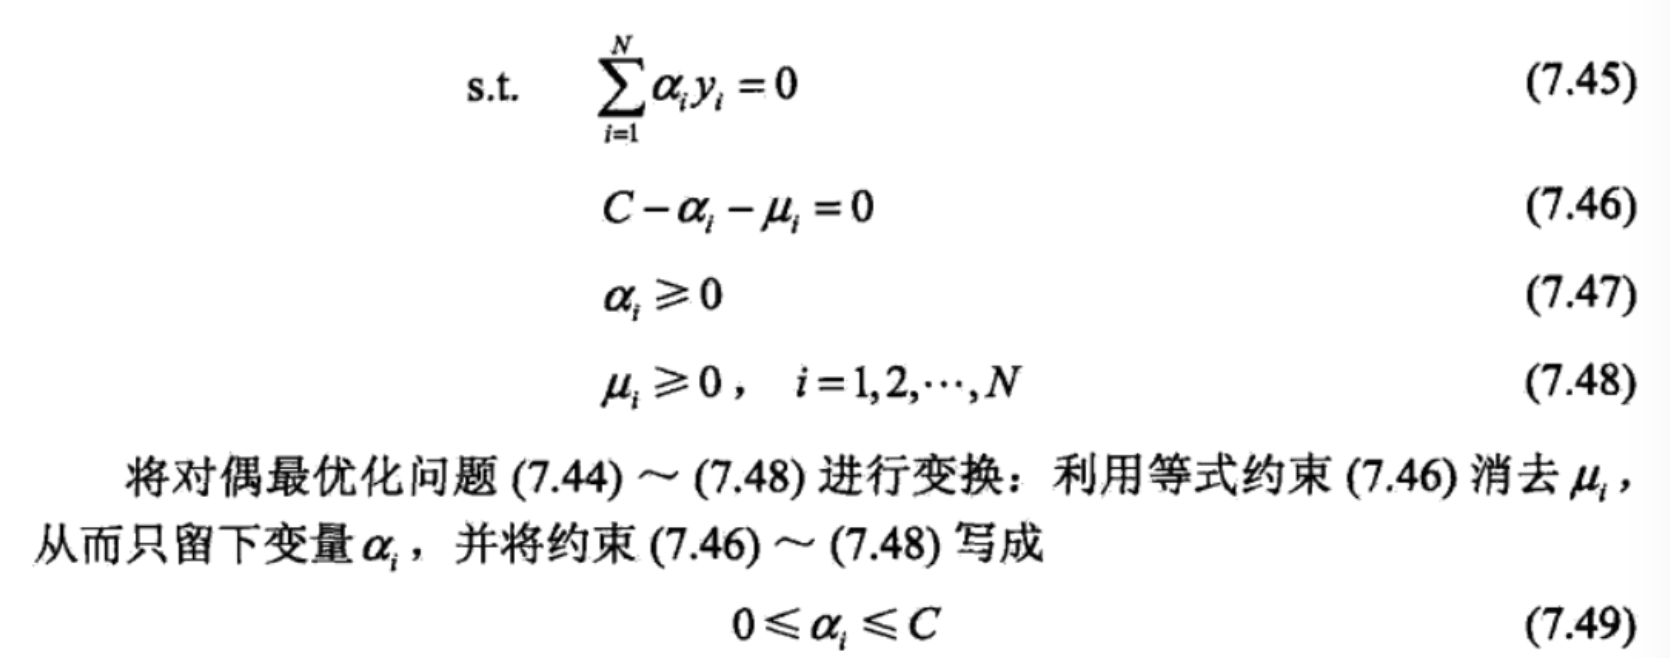 s.t. $\sum_{i=1}^{N} \alpha_i y_i = 0$ (7.45)
$C - \alpha_i - \mu_i = 0$ (7.46)
$\alpha_i \geqslant 0$ (7.47)
$\mu_i \geqslant 0$， $i = 1,2,\cdots,N$ (7.48)
将对偶最优化问题 (7.44) ～ (7.48) 进行变换：利用等式约束 (7.46) 消去 $\mu_i$，
从而只留下变量 $\alpha_i$，并将约束 (7.46) ～ (7.48) 写成
$0 \leqslant \alpha_i \leqslant C$ (7.49)